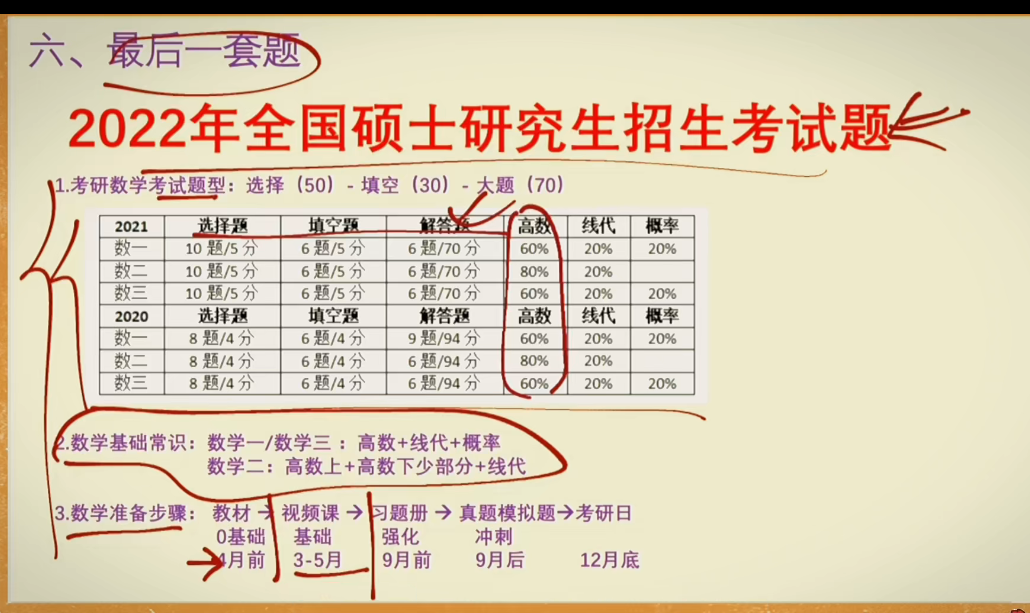 六、最后一套题
2022年全国硕士研究生招生考试题
1.考研数学考试题型：选择（50）- 填空（30）- 大题（70）
2021 选择题 填空题 解答题 高数 线代 概率
数一 10 题/5 分 6 题/5 分 6 题/70 分 60% 20% 20%
数二 10 题/5 分 6 题/5 分 6 题/70 分 80% 20%
数三 10 题/5 分 6 题/5 分 6 题/70 分 60% 20% 20%
2020 选择题 填空题 解答题 高数 线代 概率
数一 8 题/4 分 6 题/4 分 9 题/94 分 60% 20% 20%
数二 8 题/4 分 6 题/4 分 6 题/94 分 80% 20%
数三 8 题/4 分 6 题/4 分 6 题/94 分 60% 20% 20%
2.数学基础常识：数学一/数学三 ：高数+线代+概率
数学二：高数上+高数下少部分+线代
3.数学准备步骤： 教材 → 视频课 → 习题册 → 真题模拟题→考研日
0基础 基础 强化 冲刺
4月前 3-5月 9月前 9月后 12月底